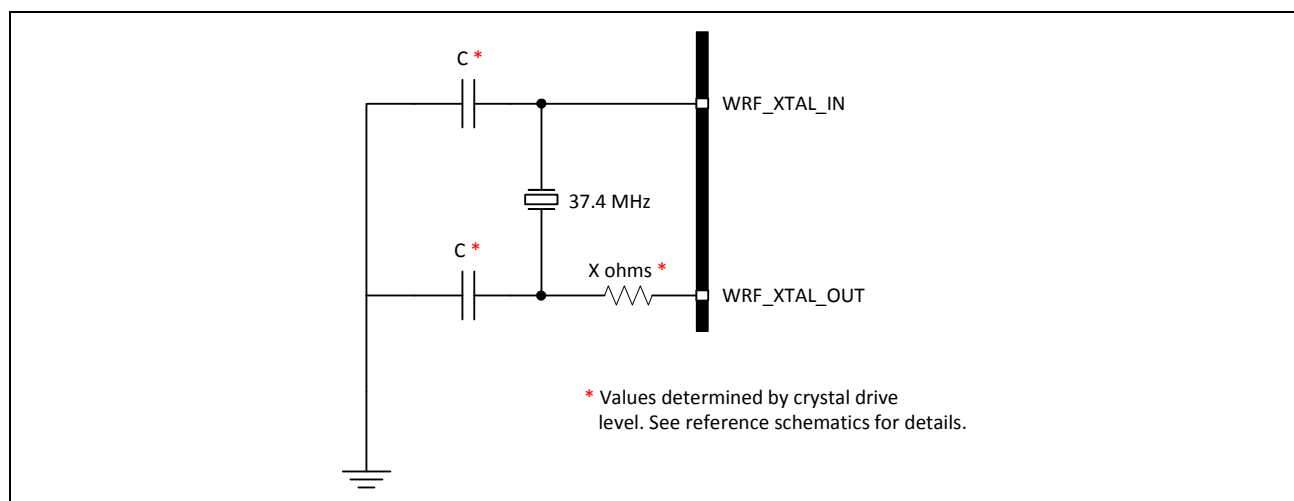 C *
WRF_XTAL_IN
37.4 MHz
C *
X ohms *
WRF_XTAL_OUT
* Values determined by crystal drive
level. See reference schematics for details.